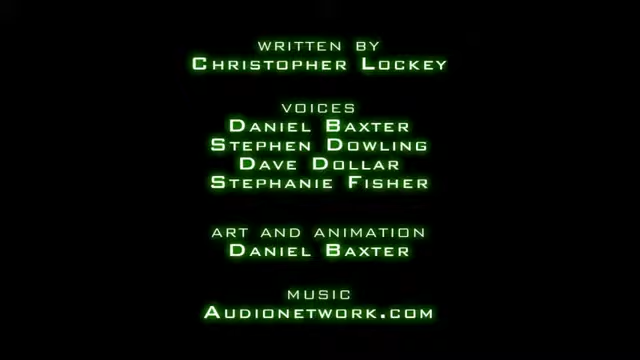 WRITTEN BY
CHRISTOPHER LOCKEY
VOICES
DANIEL BAXTER
STEPHEN DOWLING
DAVE DOLLAR
STEPHANIE FISHER
ART AND ANIMATION
DANIEL BAXTER
MUSIC
AUDIONETWORK.COM